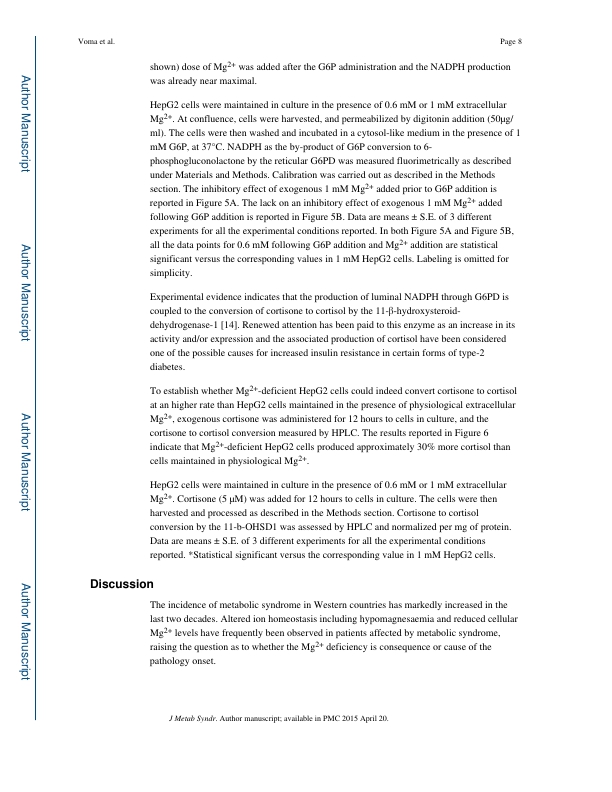 Voma et al. Page 8
shown) dose of Mg2+ was added after the G6P administration and the NADPH production
was already near maximal.
HepG2 cells were maintained in culture in the presence of 0.6 mM or 1 mM extracellular
Mg2+. At confluence, cells were harvested, and permeabilized by digitonin addition (50μg/
ml). The cells were then washed and incubated in a cytosol-like medium in the presence of 1
mM G6P, at 37°C. NADPH as the by-product of G6P conversion to 6-
phosphogluconolactone by the reticular G6PD was measured fluorimetrically as described
under Materials and Methods. Calibration was carried out as described in the Methods
section. The inhibitory effect of exogenous 1 mM Mg2+ added prior to G6P addition is
reported in Figure 5A. The lack on an inhibitory effect of exogenous 1 mM Mg2+ added
following G6P addition is reported in Figure 5B. Data are means ± S.E. of 3 different
experiments for all the experimental conditions reported. In both Figure 5A and Figure 5B,
all the data points for 0.6 mM following G6P addition and Mg2+ addition are statistical
significant versus the corresponding values in 1 mM HepG2 cells. Labeling is omitted for
simplicity.
Experimental evidence indicates that the production of luminal NADPH through G6PD is
coupled to the conversion of cortisone to cortisol by the 11-β-hydroxysteroid-
dehydrogenase-1 [14]. Renewed attention has been paid to this enzyme as an increase in its
activity and/or expression and the associated production of cortisol have been considered
one of the possible causes for increased insulin resistance in certain forms of type-2
diabetes.
To establish whether Mg2+-deficient HepG2 cells could indeed convert cortisone to cortisol
at an higher rate than HepG2 cells maintained in the presence of physiological extracellular
Mg2+, exogenous cortisone was administered for 12 hours to cells in culture, and the
cortisone to cortisol conversion measured by HPLC. The results reported in Figure 6
indicate that Mg2+-deficient HepG2 cells produced approximately 30% more cortisol than
cells maintained in physiological Mg2+.
HepG2 cells were maintained in culture in the presence of 0.6 mM or 1 mM extracellular
Mg2+. Cortisone (5 μM) was added for 12 hours to cells in culture. The cells were then
harvested and processed as described in the Methods section. Cortisone to cortisol
conversion by the 11-b-OHSD1 was assessed by HPLC and normalized per mg of protein.
Data are means ± S.E. of 3 different experiments for all the experimental conditions
reported. *Statistical significant versus the corresponding value in 1 mM HepG2 cells.
Discussion
The incidence of metabolic syndrome in Western countries has markedly increased in the
last two decades. Altered ion homeostasis including hypomagnesaemia and reduced cellular
Mg2+ levels have frequently been observed in patients affected by metabolic syndrome,
raising the question as to whether the Mg2+ deficiency is consequence or cause of the
pathology onset.
J Metab Syndr. Author manuscript; available in PMC 2015 April 20.
Author Manuscript
Author Manuscript
Author Manuscript
Author Manuscript